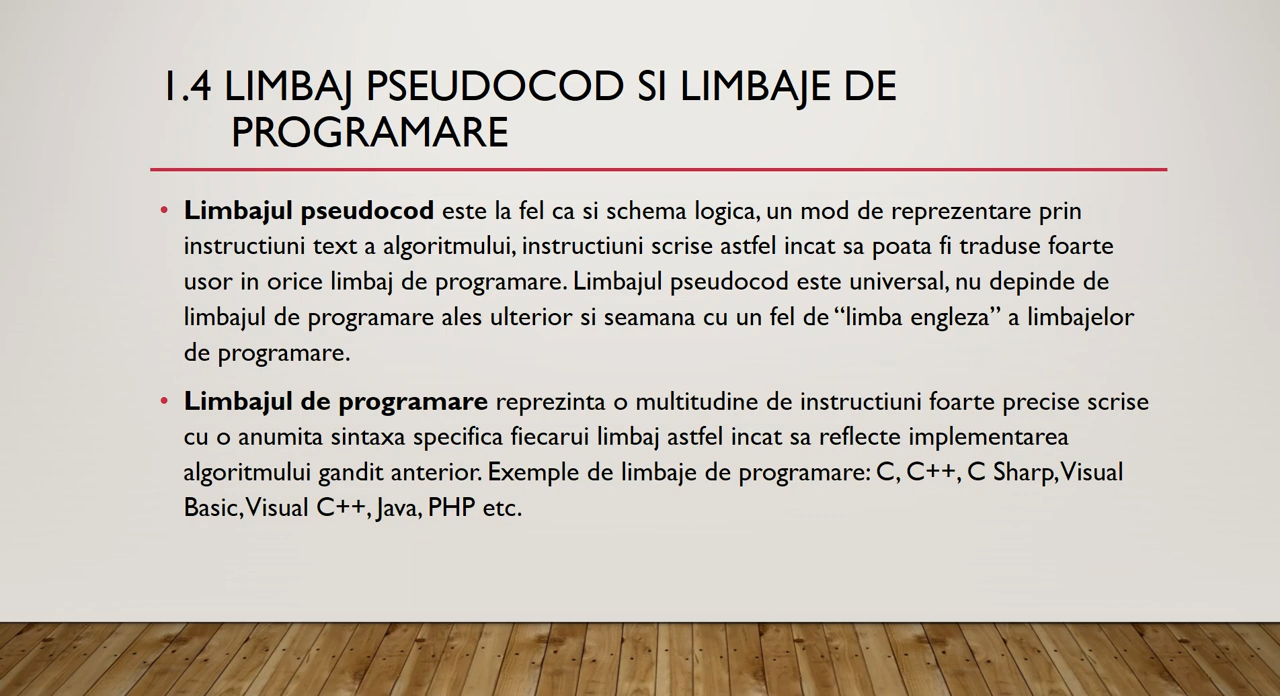 1.4 LIMBAJ PSEUDOCOD SI LIMBAJE DE
PROGRAMARE
• Limbajul pseudocod este la fel ca si schema logica, un mod de reprezentare prin
instructiuni text a algoritmului, instructiuni scrise astfel incat sa poata fi traduse foarte
usor in orice limbaj de programare. Limbajul pseudocod este universal, nu depinde de
limbajul de programare ales ulterior si seamana cu un fel de “limba engleza” a limbajelor
de programare.
• Limbajul de programare reprezinta o multitudine de instructiuni foarte precise scrise
cu o anumita sintaxa specifica fiecarui limbaj astfel incat sa reflecte implementarea
algoritmului gandit anterior. Exemple de limbaje de programare: C, C++, C Sharp, Visual
Basic, Visual C++, Java, PHP etc.